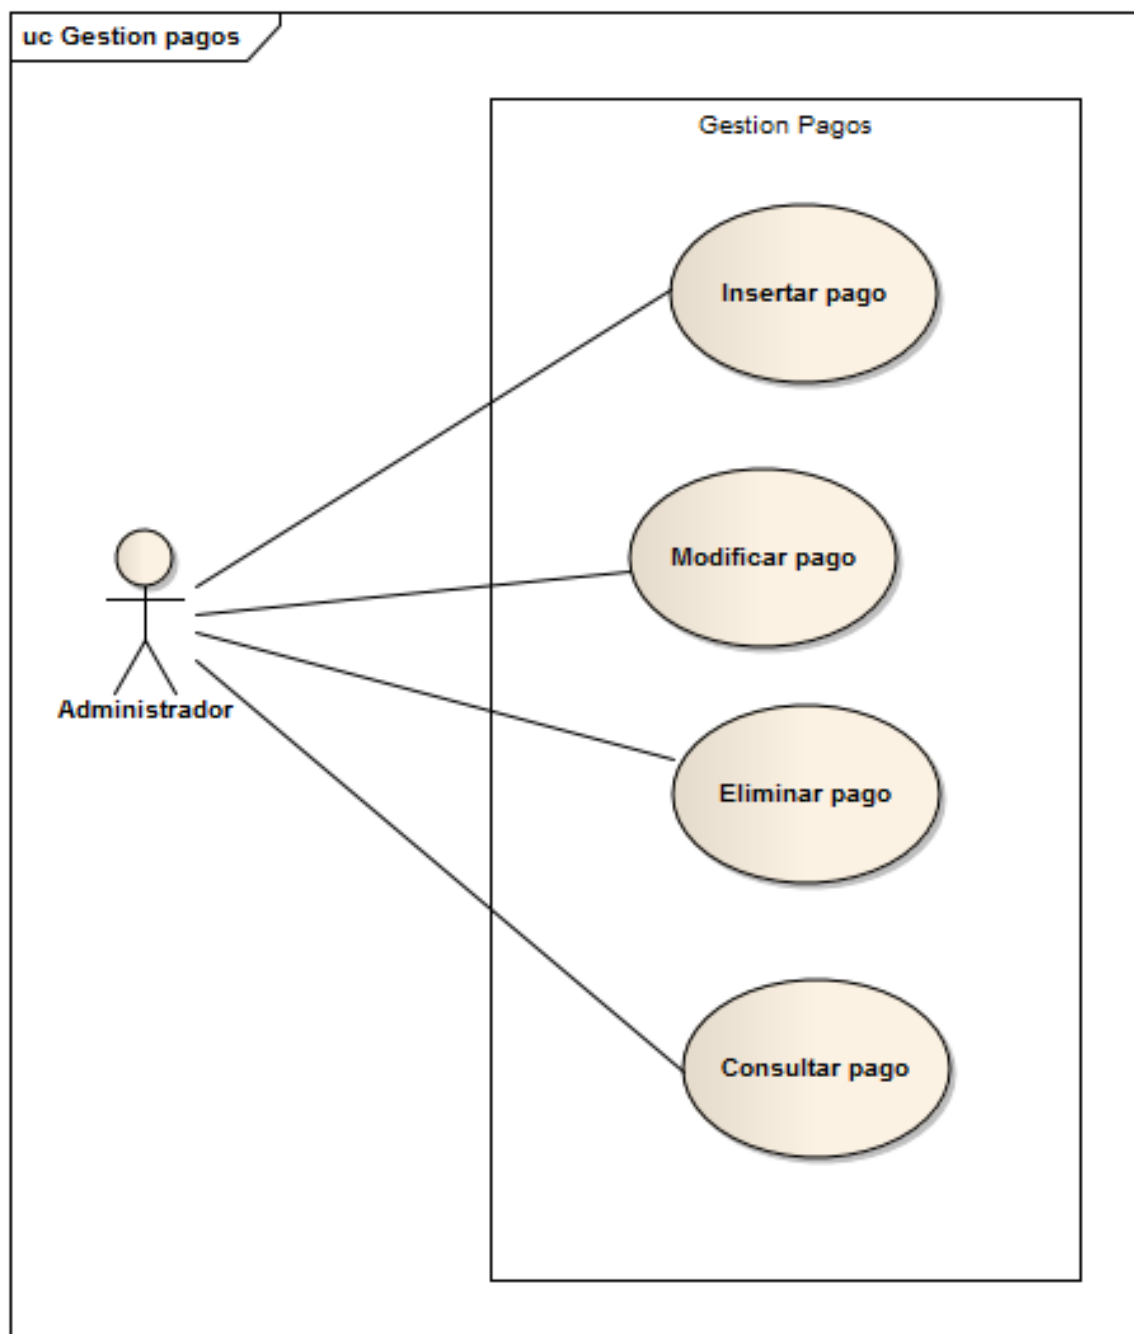 uc Gestion pagos
Gestion Pagos
Insertar pago
Modificar pago
Administrador
Eliminar pago
Consultar pago